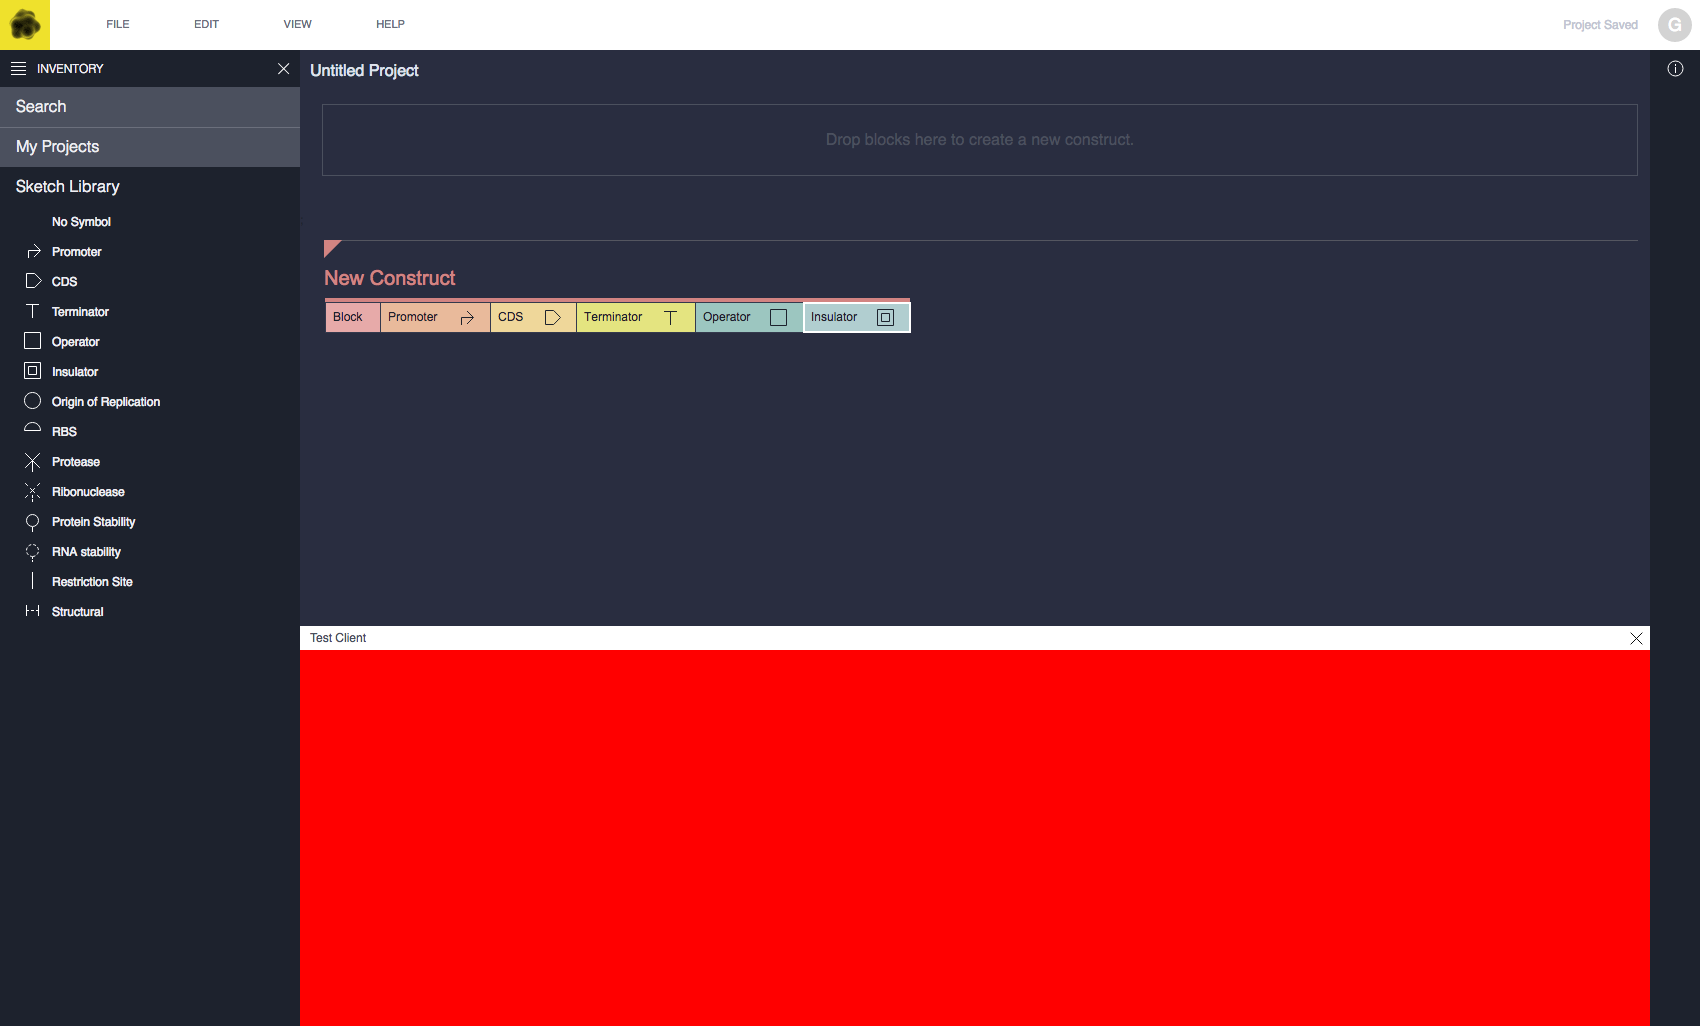 FILE EDIT VIEW HELP Project Saved G
INVENTORY
Untitled Project
Search
My Projects
Sketch Library
No Symbol
Promoter
CDS
Terminator
Operator
Insulator
Origin of Replication
RBS
Protease
Ribonuclease
Protein Stability
RNA stability
Restriction Site
Structural
Drop blocks here to create a new construct.
New Construct
Block Promoter CDS Terminator Operator Insulator
Test Client